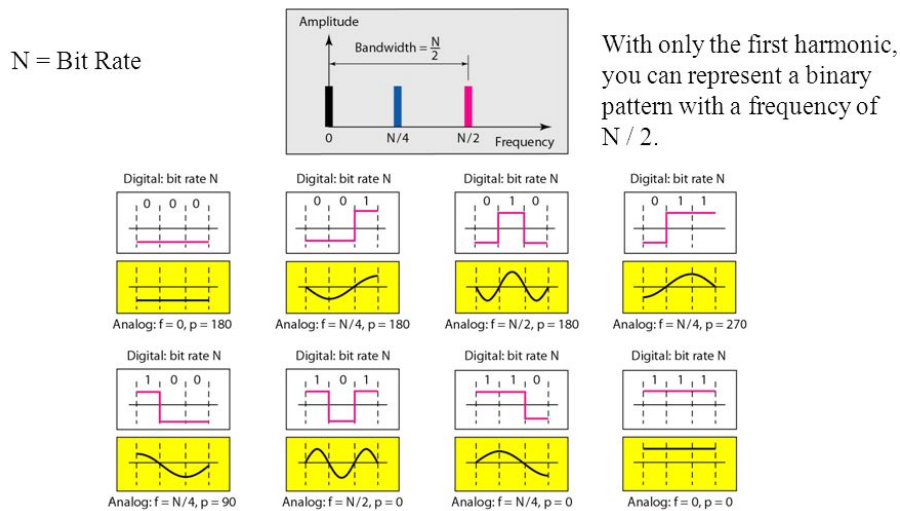 N = Bit Rate
Amplitude
Bandwidth = N/2
0 N/4 N/2 Frequency
With only the first harmonic,
you can represent a binary
pattern with a frequency of
N / 2.
Digital: bit rate N
0 0 0
Analog: f = 0, p = 180
Digital: bit rate N
0 0 1
Analog: f = N/4, p = 180
Digital: bit rate N
0 1 0
Analog: f = N/2, p = 180
Digital: bit rate N
0 1 1
Analog: f = N/4, p = 270
Digital: bit rate N
1 0 0
Analog: f = N/4, p = 90
Digital: bit rate N
1 0 1
Analog: f = N/2, p = 0
Digital: bit rate N
1 1 0
Analog: f = N/4, p = 0
Digital: bit rate N
1 1 1
Analog: f = 0, p = 0